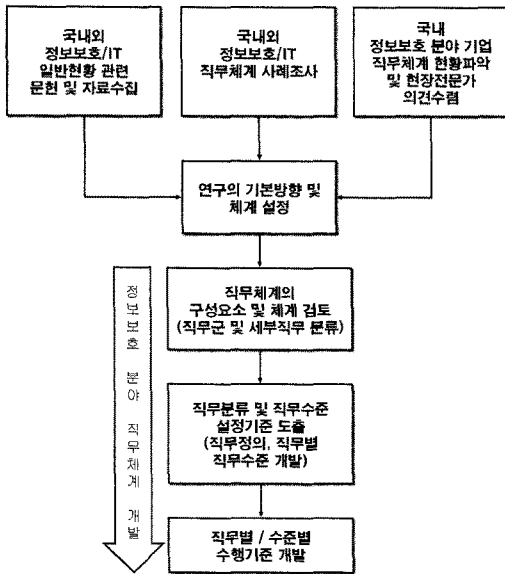 국내외
정보보호/IT
일반현황 관련
문헌 및 자료수집
국내외
정보보호/IT
직무체계 사례조사
국내
정보보호 분야 기업
직무체계 현황파악
및 현장전문가
의견수렴
연구의 기본방향 및
체계 설정
정보보호 분야 직무체계 개발
직무체계의
구성요소 및 체계 검토
(직무군 및 세부직무 분류)
직무분류 및 직무수준
설정기준 도출
(직무정의, 직무별
직무수준 개발)
직무별 / 수준별
수행기준 개발